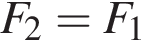 F₂ = F₁